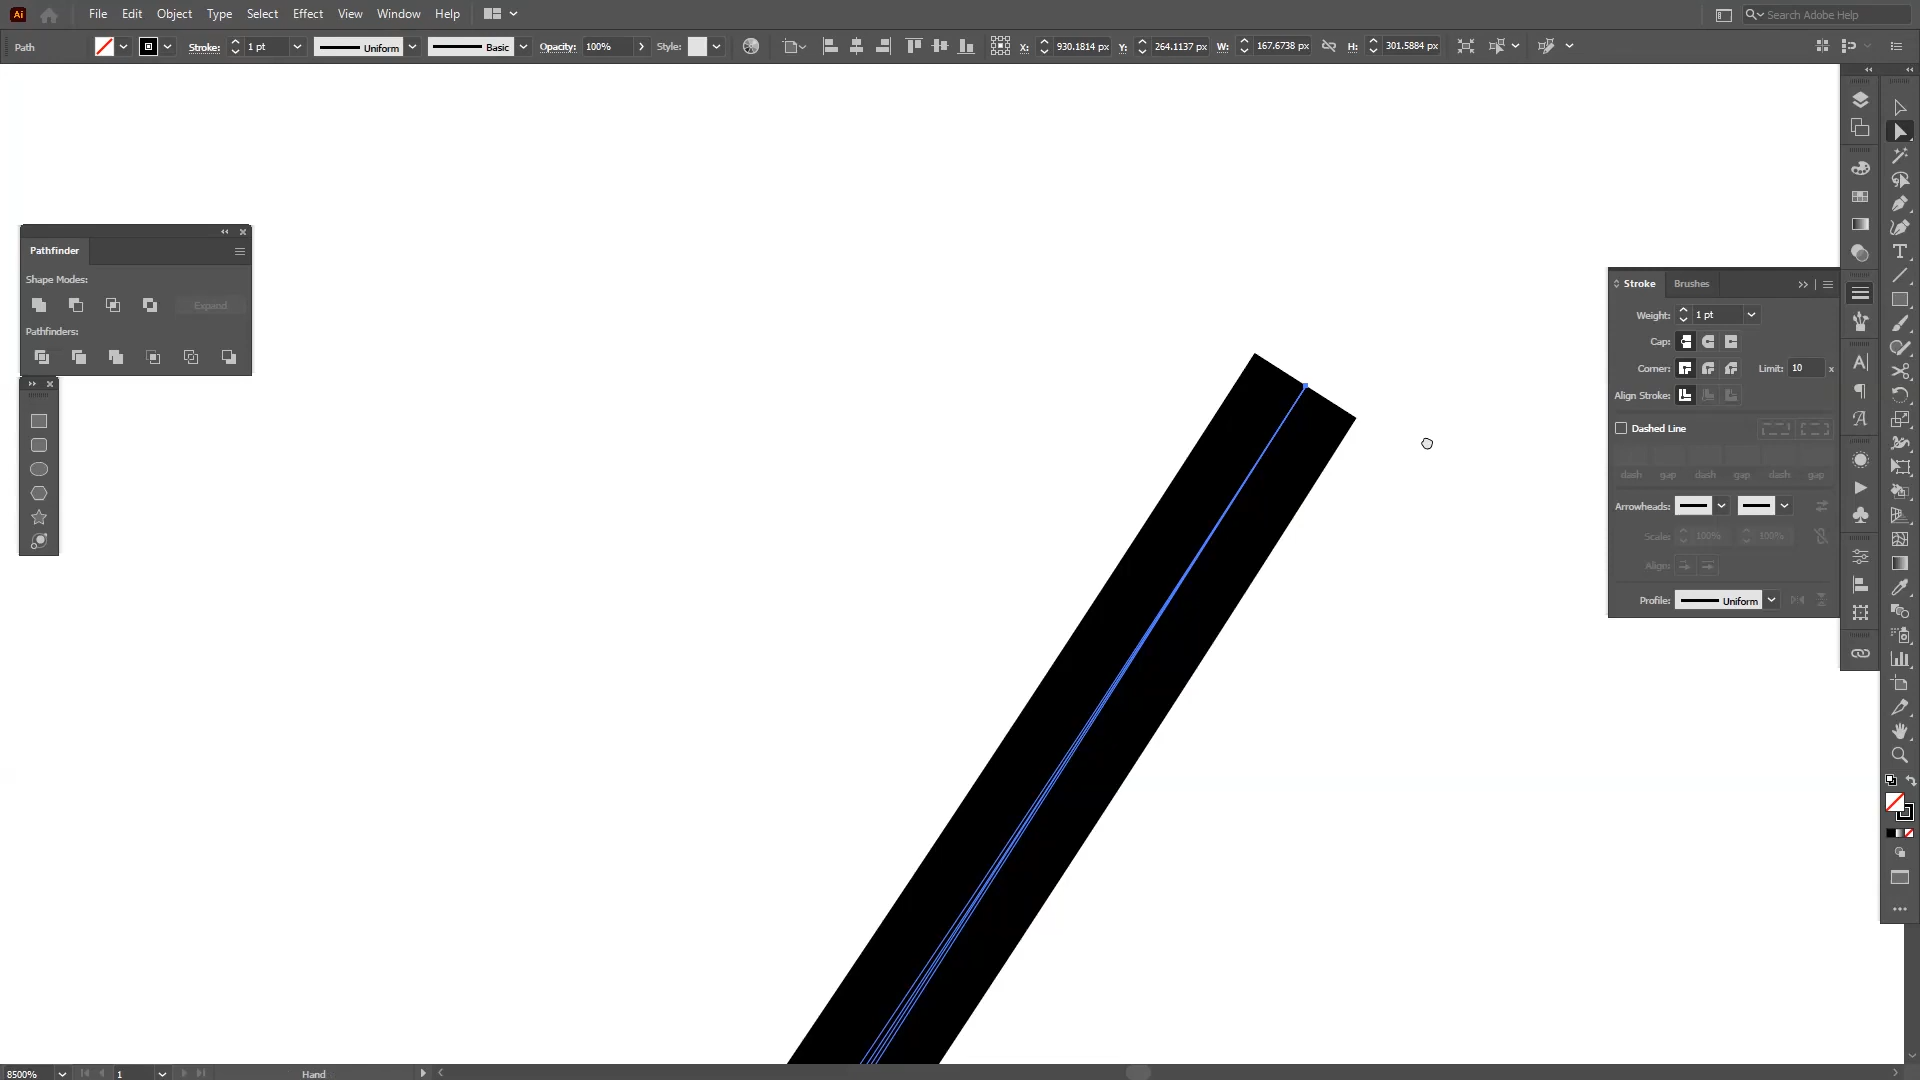 Ai File Edit Object Type Select Effect View Window Help Search Adobe Help
Path Stroke: 1 pt Uniform Basic Opacity: 100% Style: X: 930.1814 px Y: 264.1137 px W: 167.6738 px H: 301.5884 px
Pathfinder
Shape Modes:
Expand
Pathfinders:
Stroke Brushes
Weight: 1 pt
Cap:
Corner: Limit: 10 x
Align Stroke:
Dashed Line
dash gap dash gap dash gap
Arrowheads:
Scale: 100% 100%
Align:
Profile: Uniform
8500% 1 Hand